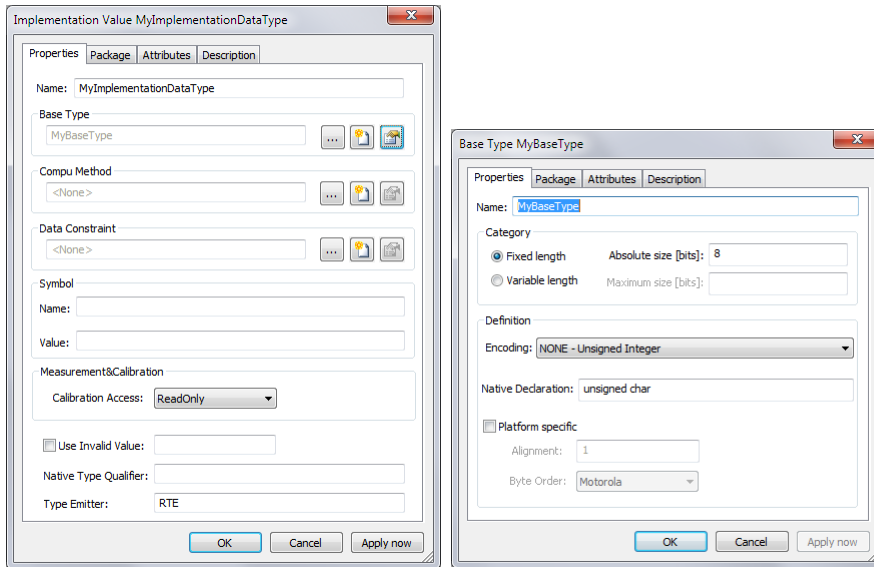 Implementation Value MyImplementationDataType
Properties Package Attributes Description
Name: MyImplementationDataType
Base Type
MyBaseType ...
Compu Method
<None> ...
Data Constraint
<None> ...
Symbol
Name:
Value:
Measurement&Calibration
Calibration Access: ReadOnly
Use Invalid Value:
Native Type Qualifier:
Type Emitter: RTE
OK Cancel Apply now
Base Type MyBaseType
Properties Package Attributes Description
Name: MyBaseType
Category
Fixed length Absolute size [bits]: 8
Variable length Maximum size [bits]:
Definition
Encoding: NONE - Unsigned Integer
Native Declaration: unsigned char
Platform specific
Alignment: 1
Byte Order: Motorola
OK Cancel Apply now